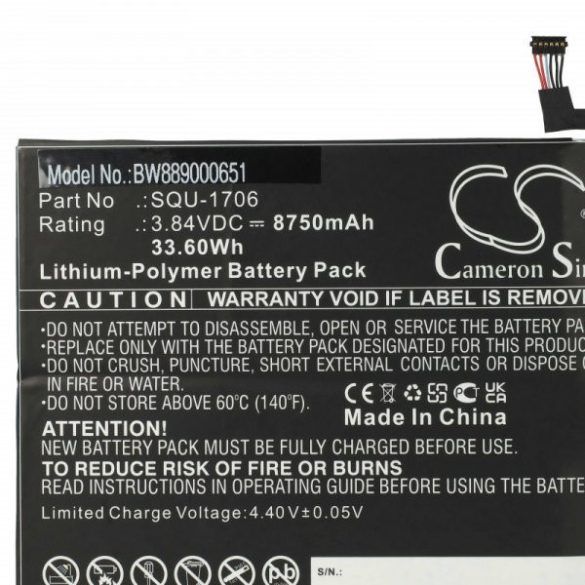 Model No.:BW889000651
Part No .:SQU-1706
Rating .:3.84VDC⎓ 8750mAh
33.60Wh
Lithium-Polymer Battery Pack
Cameron
CAUTION WARRANTY VOID IF LABEL IS
•DO NOT ATTEMPT TO DISASSEMBLE, OPEN OR SERVICE THE BATTERY
•REPLACE ONLY WITH THE BATTERY PACK DESIGNATED FOR THIS
•DO NOT CRUSH, PUNCTURE, SHORT EXTERNAL CONTACTS OR DISPOSE
IN FIRE OR WATER.
•DO NOT STORE ABOVE 60°C (140°F).
CE UK CA
Made In China
ATTENTION!
NEW BATTERY PACK MUST BE FULLY CHARGED BEFORE USE.
TO REDUCE RISK OF FIRE OR BURNS
READ INSTRUCTIONS IN OPERATING GUIDE BEFORE USING BATTERY
Limited Charge Voltage:4.40V±0.05V
pb
S/N.: